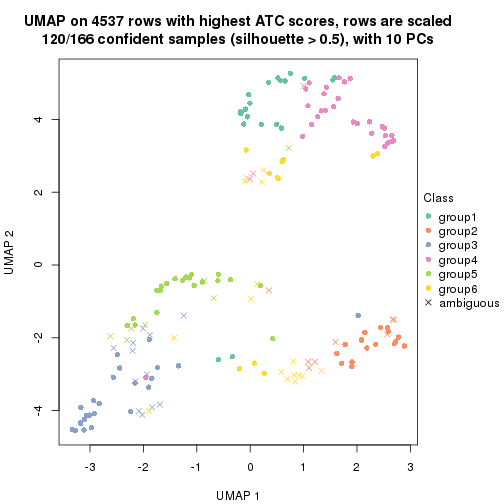 UMAP on 4537 rows with highest ATC scores, rows are scaled
120/166 confident samples (silhouette > 0.5), with 10 PCs
4
2
0
-2
-4
UMAP 2
-3
-2
-1
0
1
2
3
UMAP 1
Class
group1
group2
group3
group4
group5
group6
ambiguous